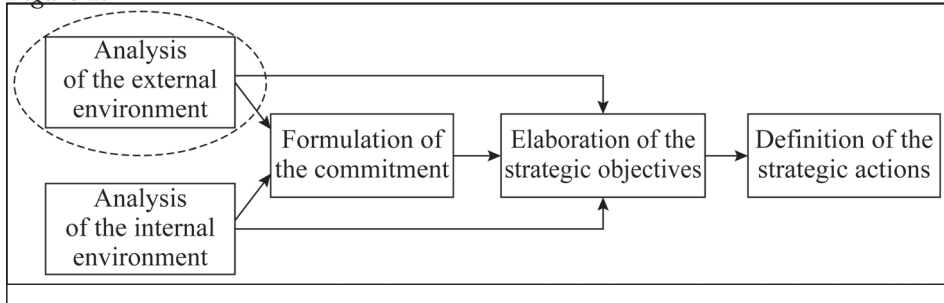 Analysis
of the external
environment
Formulation of
the commitment
Elaboration of the
strategic objectives
Definition of the
strategic actions
Analysis
of the internal
environment